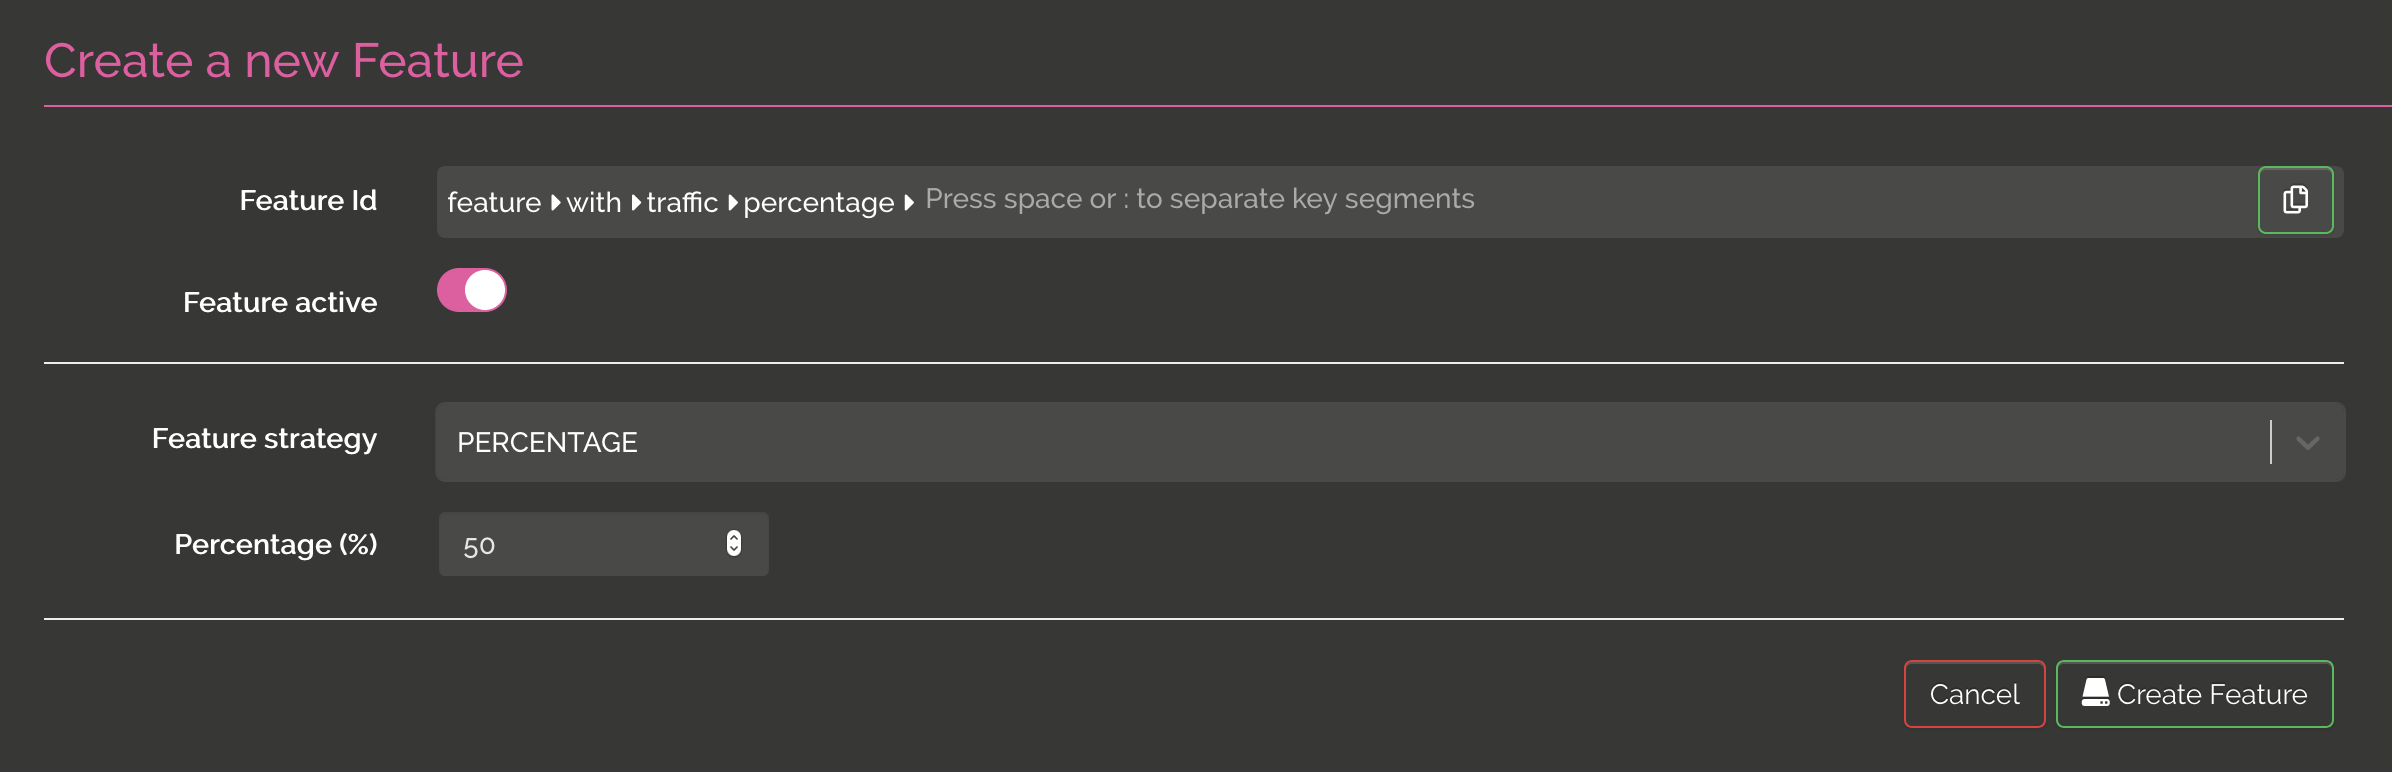 Create a new Feature
Feature Id feature with traffic percentage Press space or : to separate key segments
Feature active
Feature strategy PERCENTAGE
Percentage (%) 50
Cancel Create Feature